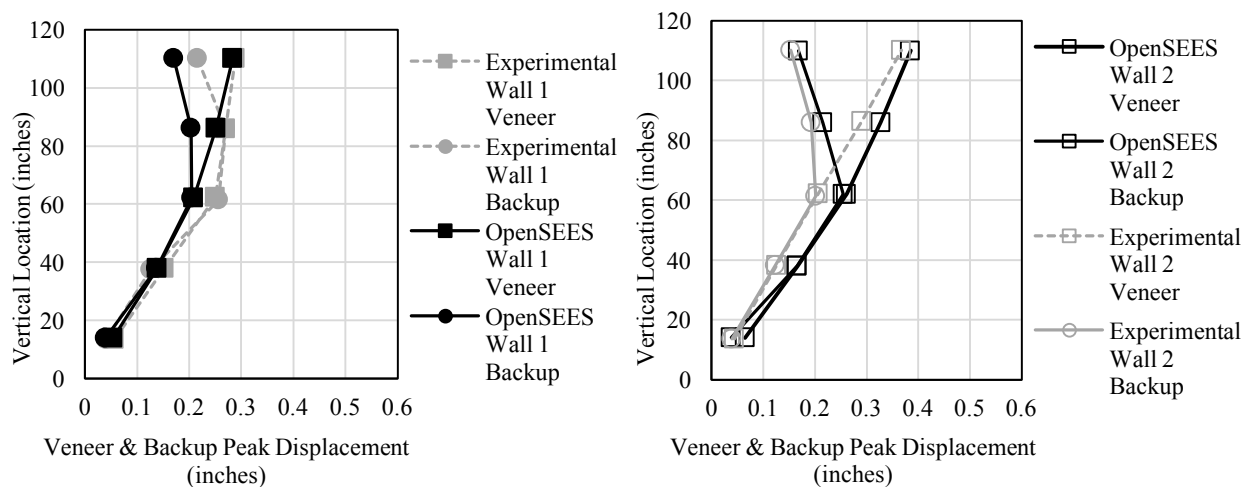 120
100
80
60
40
20
0
Vertical Location (inches)
0 0.1 0.2 0.3 0.4 0.5 0.6
Veneer & Backup Peak Displacement
(inches)
Experimental
Wall 1
Veneer
Experimental
Wall 1
Backup
OpenSEES
Wall 1
Veneer
OpenSEES
Wall 1
Backup
120
100
80
60
40
20
0
Vertical Location (inches)
0 0.1 0.2 0.3 0.4 0.5 0.6
Veneer & Backup Peak Displacement
(inches)
OpenSEES
Wall 2
Veneer
OpenSEES
Wall 2
Backup
Experimental
Wall 2
Veneer
Experimental
Wall 2
Backup